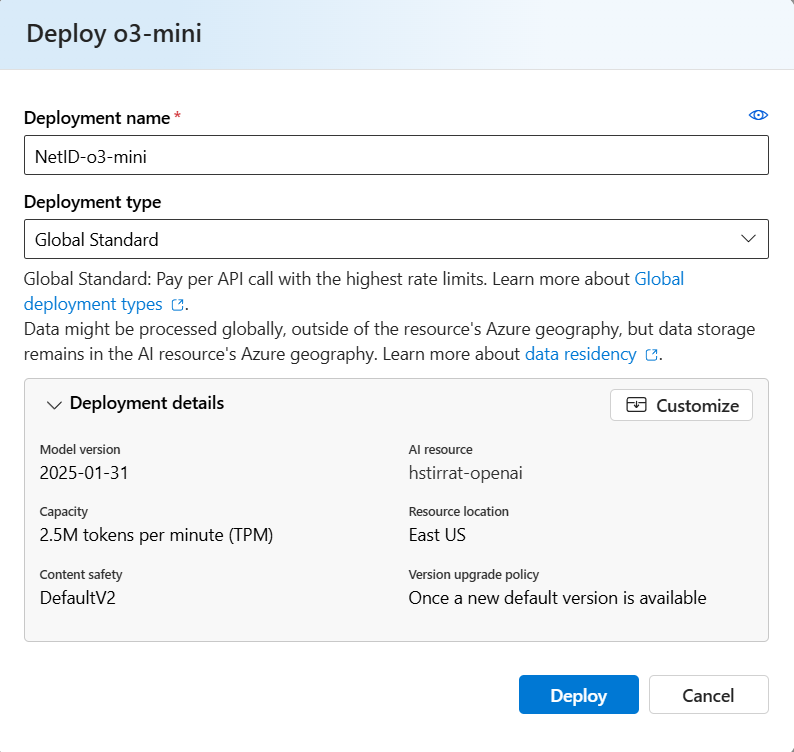 Deploy o3-mini
Deployment name *
NetID-o3-mini
Deployment type
Global Standard
Global Standard: Pay per API call with the highest rate limits. Learn more about Global
deployment types.
Data might be processed globally, outside of the resource's Azure geography, but data storage
remains in the AI resource's Azure geography. Learn more about data residency.
Deployment details
Customize
Model version
2025-01-31
AI resource
hstirrat-openai
Capacity
2.5M tokens per minute (TPM)
Resource location
East US
Content safety
DefaultV2
Version upgrade policy
Once a new default version is available
Deploy
Cancel